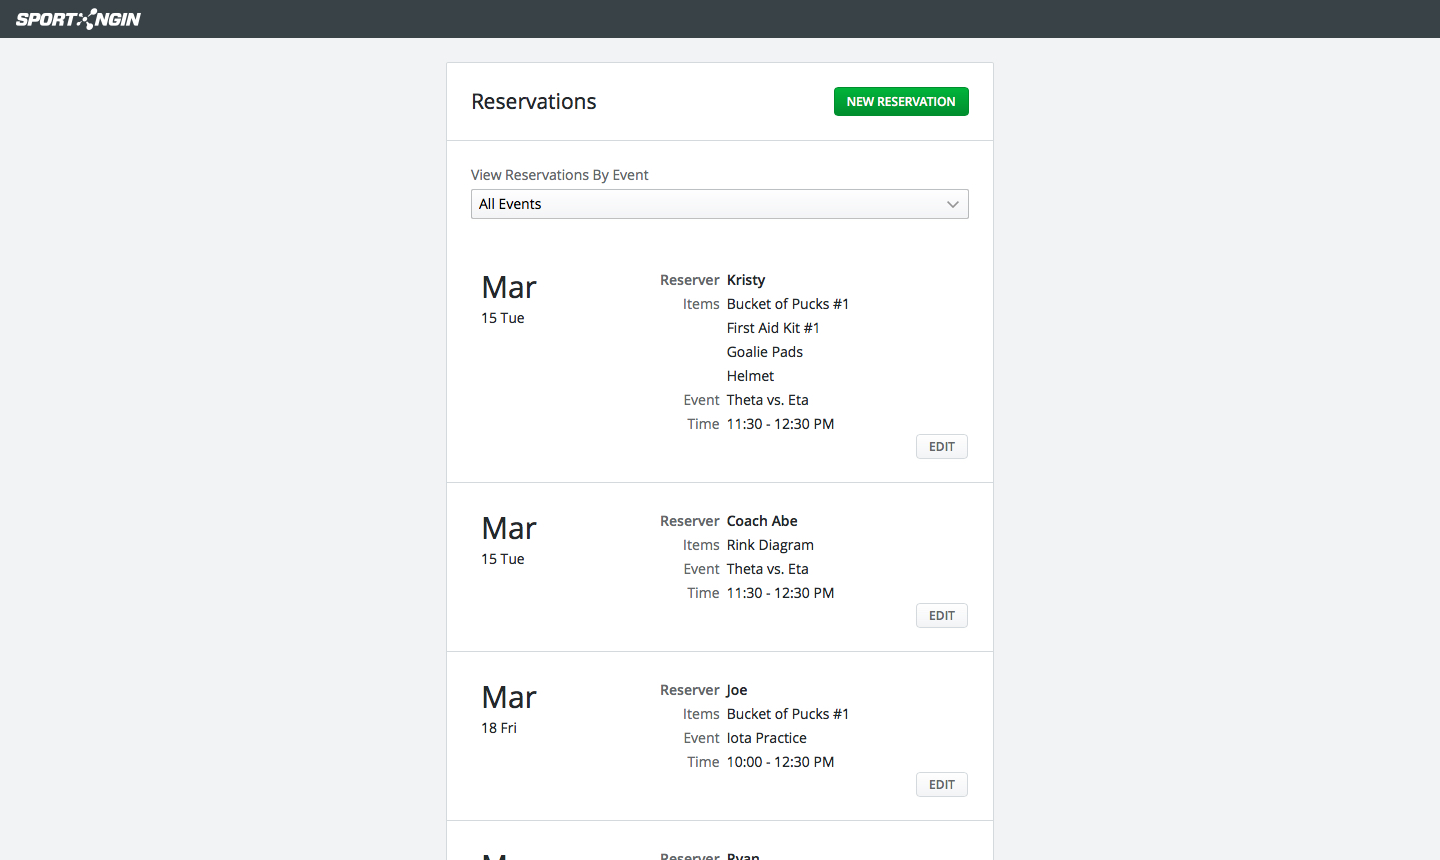 SPORT NGIN
Reservations
NEW RESERVATION
View Reservations By Event
All Events
Mar
15 Tue
Reserver Kristy
Items Bucket of Pucks #1
First Aid Kit #1
Goalie Pads
Helmet
Event Theta vs. Eta
Time 11:30 - 12:30 PM
EDIT
Mar
15 Tue
Reserver Coach Abe
Items Rink Diagram
Event Theta vs. Eta
Time 11:30 - 12:30 PM
EDIT
Mar
18 Fri
Reserver Joe
Items Bucket of Pucks #1
Event Iota Practice
Time 10:00 - 12:30 PM
EDIT
Reserver Ryan